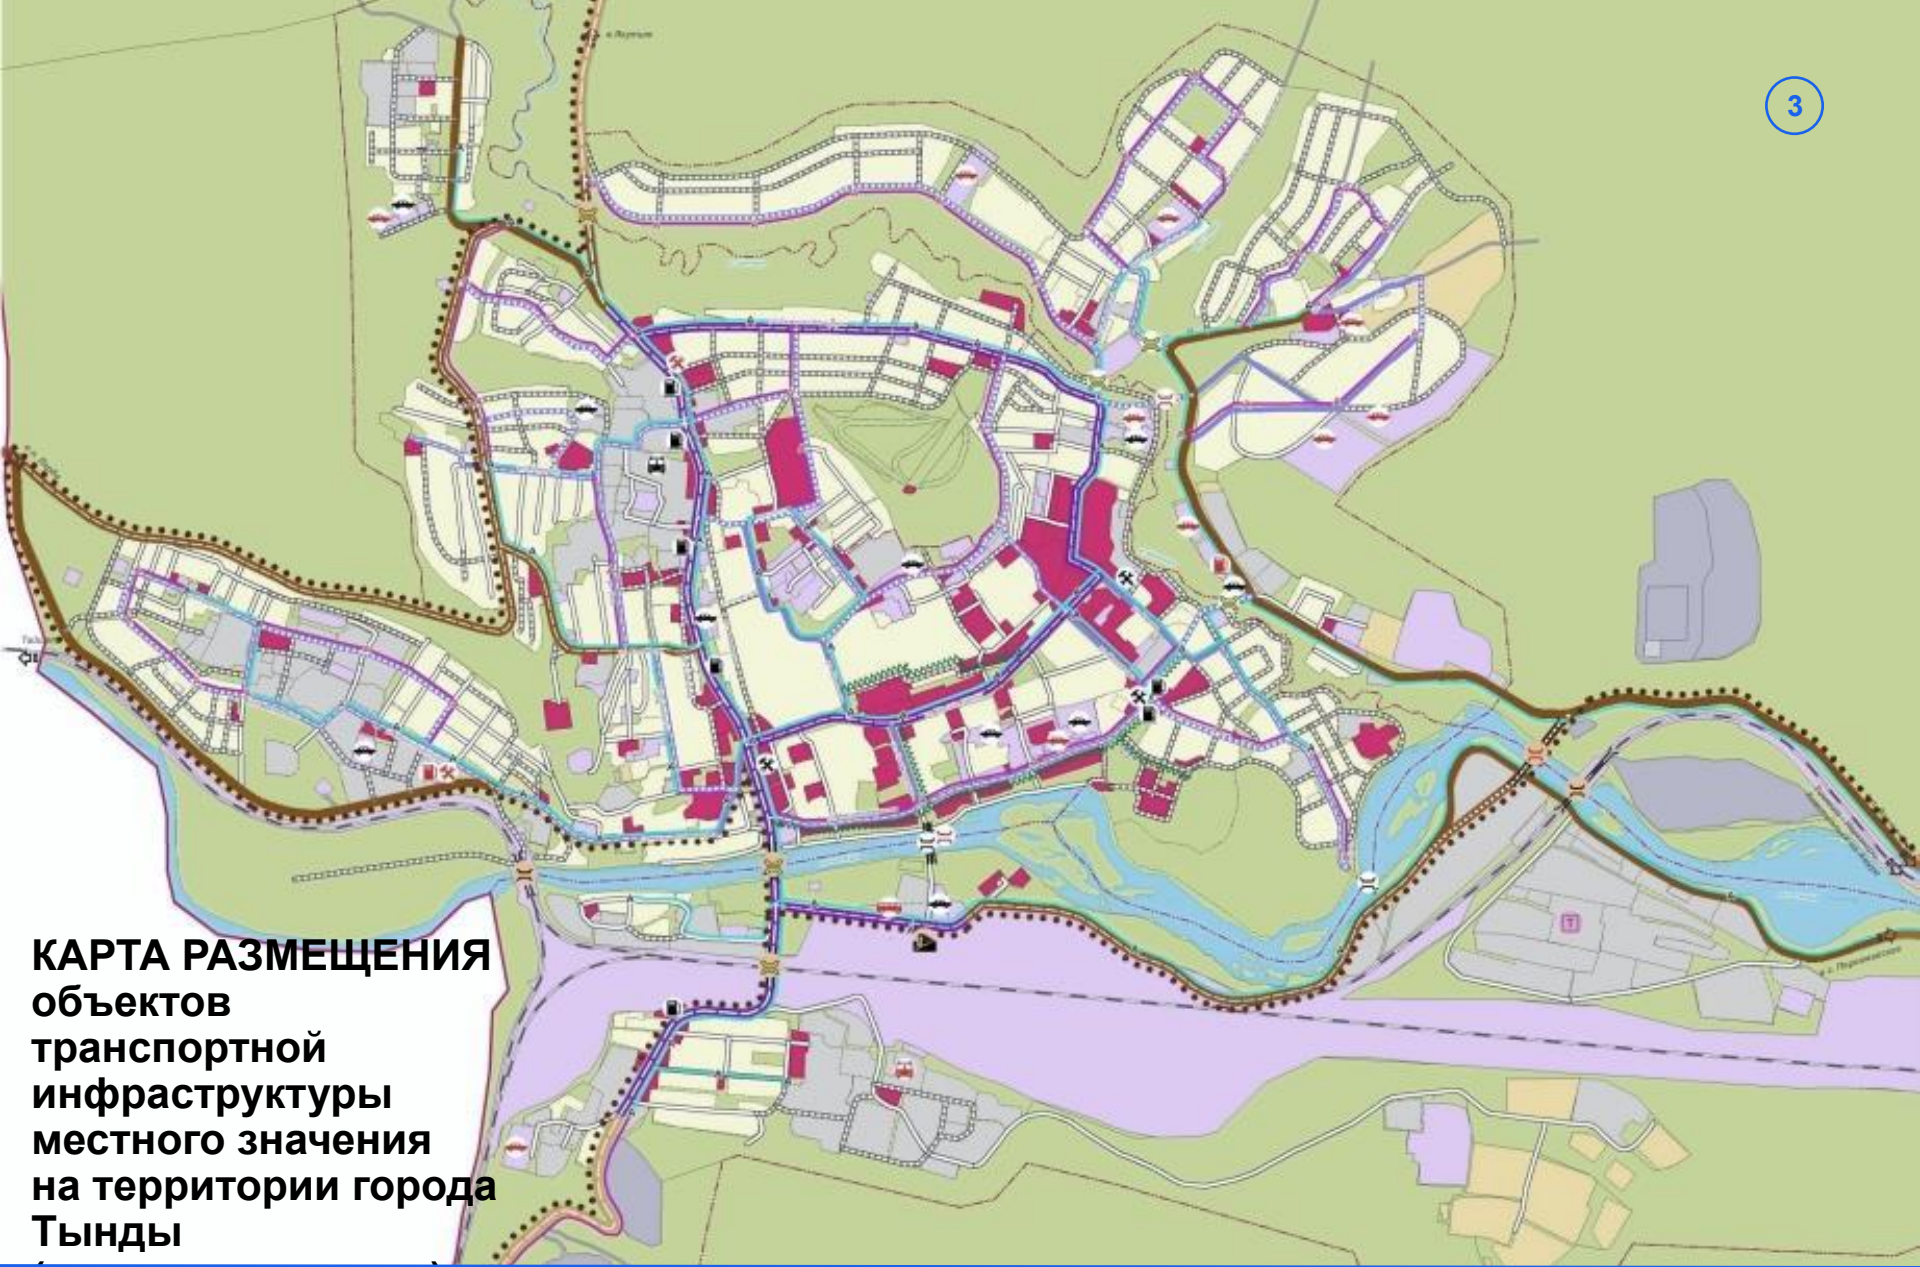 3
КАРТА РАЗМЕЩЕНИЯ
объектов
транспортной
инфраструктуры
местного значения
на территории города
Тынды